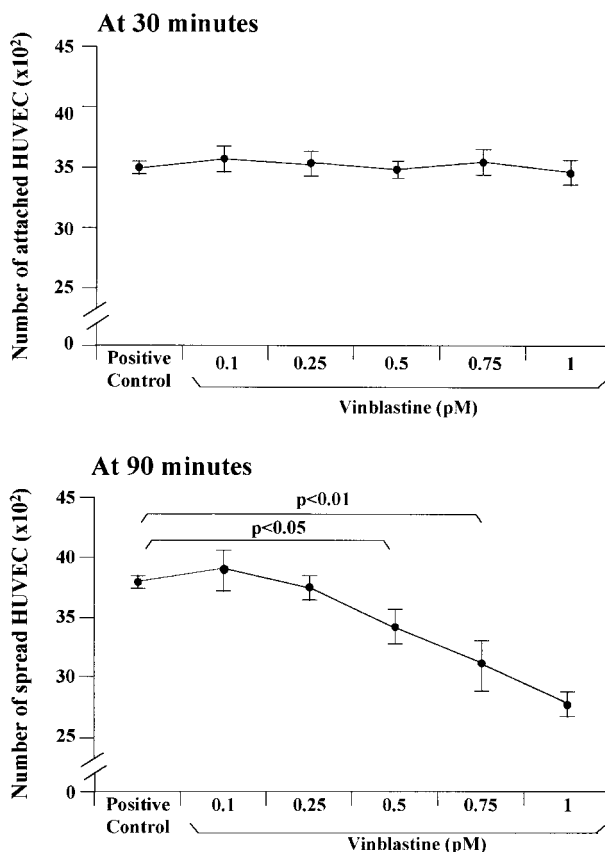 At 30 minutes
Number of attached HUVEC (x10²)
45
40
35
30
25
0
Positive Control
0.1 0.25 0.5 0.75 1
Vinblastine (pM)
At 90 minutes
Number of spread HUVEC (x10²)
45
40
35
30
25
0
p<0.01
p<0.05
Positive Control
0.1 0.25 0.5 0.75 1
Vinblastine (pM)